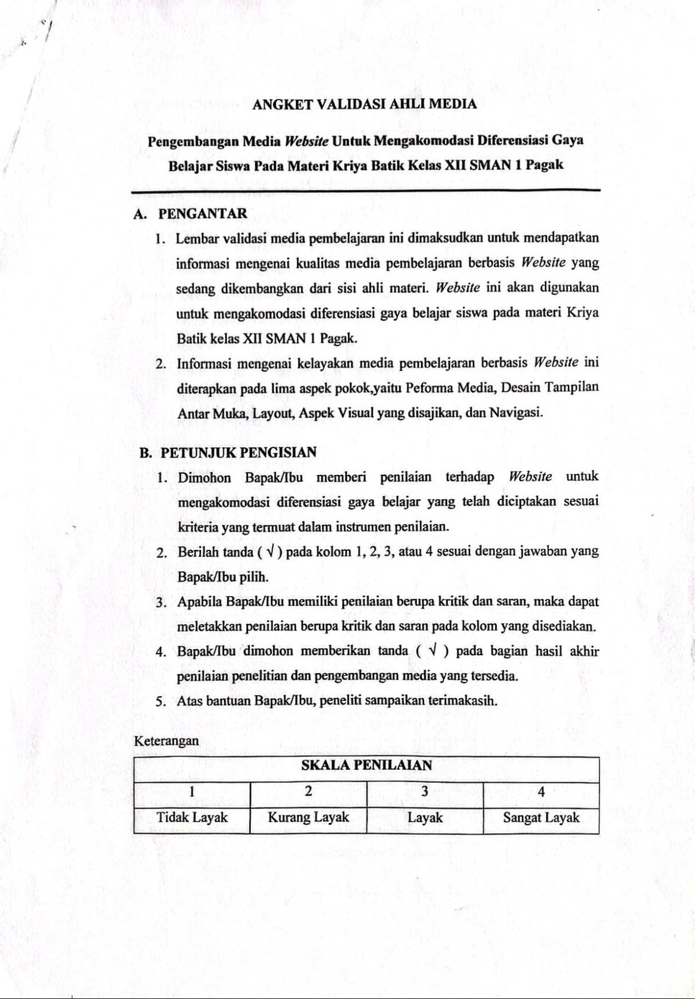 ANGKET VALIDASI AHLI MEDIA
Pengembangan Media Website Untuk Mengakomodasi Diferensiasi Gaya
Belajar Siswa Pada Materi Kriya Batik Kelas XII SMAN 1 Pagak
A. PENGANTAR
1. Lembar validasi media pembelajaran ini dimaksudkan untuk mendapatkan
informasi mengenai kualitas media pembelajaran berbasis Website yang
sedang dikembangkan dari sisi ahli materi. Website ini akan digunakan
untuk mengakomodasi diferensiasi gaya belajar siswa pada materi Kriya
Batik kelas XII SMAN 1 Pagak.
2. Informasi mengenai kelayakan media pembelajaran berbasis Website ini
diterapkan pada lima aspek pokok,yaitu Peforma Media, Desain Tampilan
Antar Muka, Layout, Aspek Visual yang disajikan, dan Navigasi.
B. PETUNJUK PENGISIAN
1. Dimohon Bapak/Ibu memberi penilaian terhadap Website untuk
mengakomodasi diferensiasi gaya belajar yang telah diciptakan sesuai
kriteria yang termuat dalam instrumen penilaian.
2. Berilah tanda ( √ ) pada kolom 1, 2, 3, atau 4 sesuai dengan jawaban yang
Bapak/Ibu pilih.
3. Apabila Bapak/Ibu memiliki penilaian berupa kritik dan saran, maka dapat
meletakkan penilaian berupa kritik dan saran pada kolom yang disediakan.
4. Bapak/Ibu dimohon memberikan tanda ( √ ) pada bagian hasil akhir
penilaian penelitian dan pengembangan media yang tersedia.
5. Atas bantuan Bapak/Ibu, peneliti sampaikan terimakasih.
Keterangan
SKALA PENILAIAN
1 2 3 4
Tidak Layak Kurang Layak Layak Sangat Layak